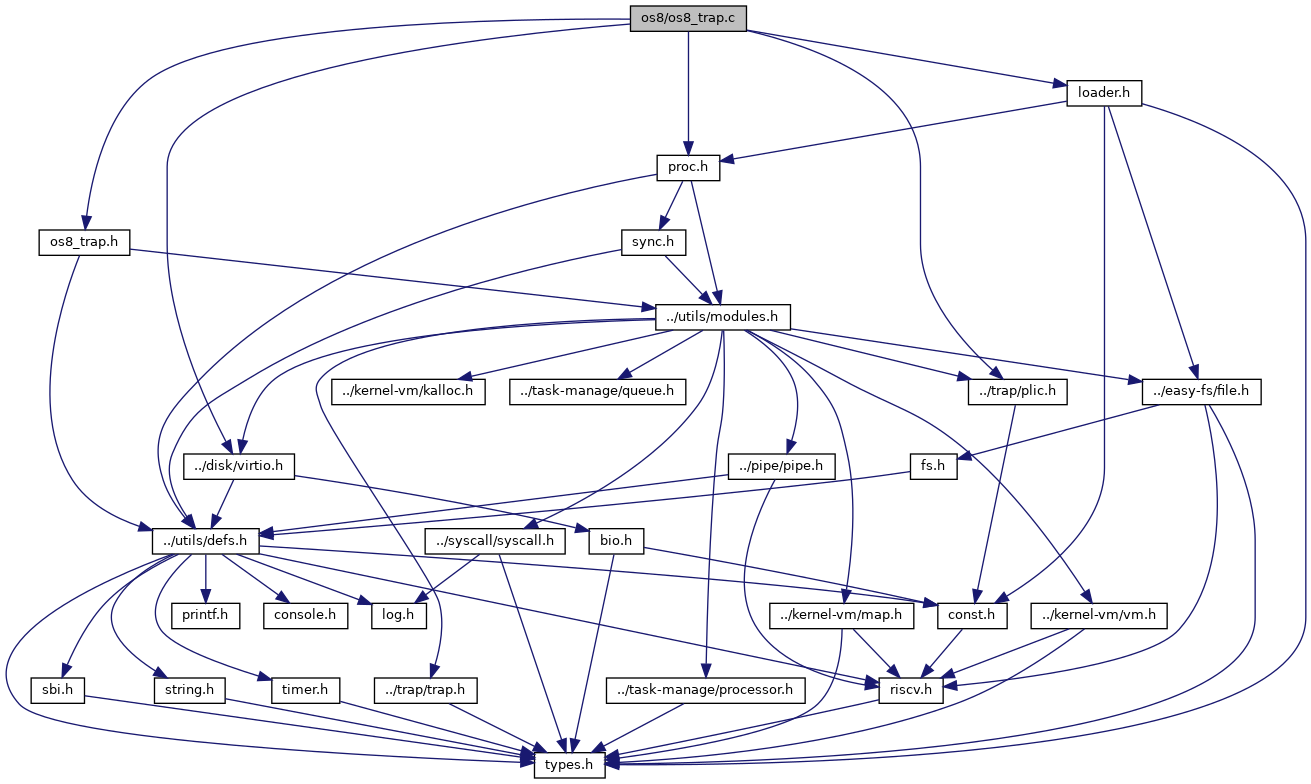 os8/os8_trap.c
loader.h
proc.h
os8_trap.h
sync.h
../utils/modules.h
../kernel-vm/kalloc.h
../task-manage/queue.h
../trap/plic.h
../easy-fs/file.h
../disk/virtio.h
../pipe/pipe.h
fs.h
../utils/defs.h
../syscall/syscall.h
bio.h
printf.h
console.h
log.h
../kernel-vm/map.h
const.h
../kernel-vm/vm.h
sbi.h
string.h
timer.h
../trap/trap.h
../task-manage/processor.h
riscv.h
types.h